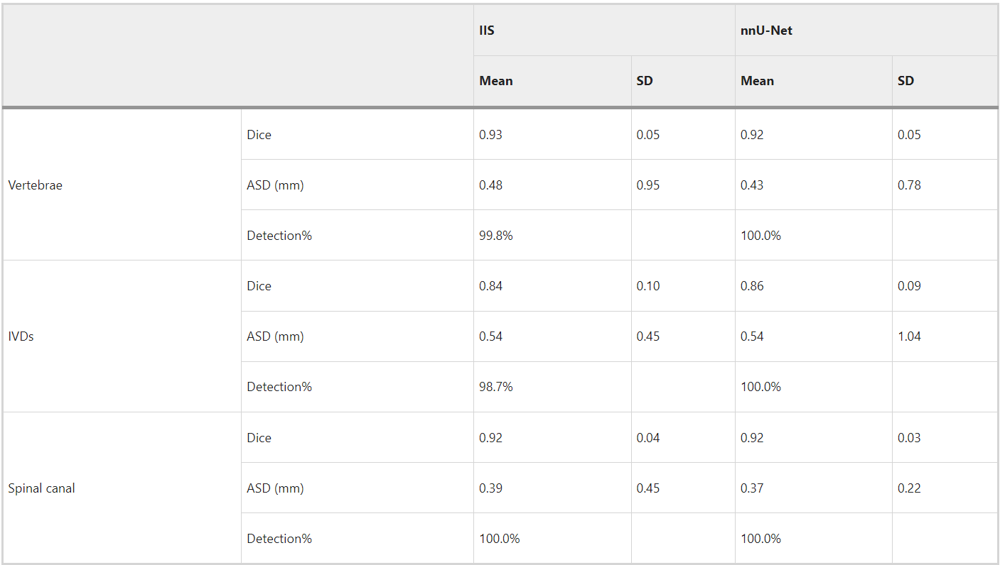 IIS nnU-Net
Mean SD Mean SD
Dice 0.93 0.05 0.92 0.05
Vertebrae ASD (mm) 0.48 0.95 0.43 0.78
Detection% 99.8% 100.0%
Dice 0.84 0.10 0.86 0.09
IVDs ASD (mm) 0.54 0.45 0.54 1.04
Detection% 98.7% 100.0%
Dice 0.92 0.04 0.92 0.03
Spinal canal ASD (mm) 0.39 0.45 0.37 0.22
Detection% 100.0% 100.0%